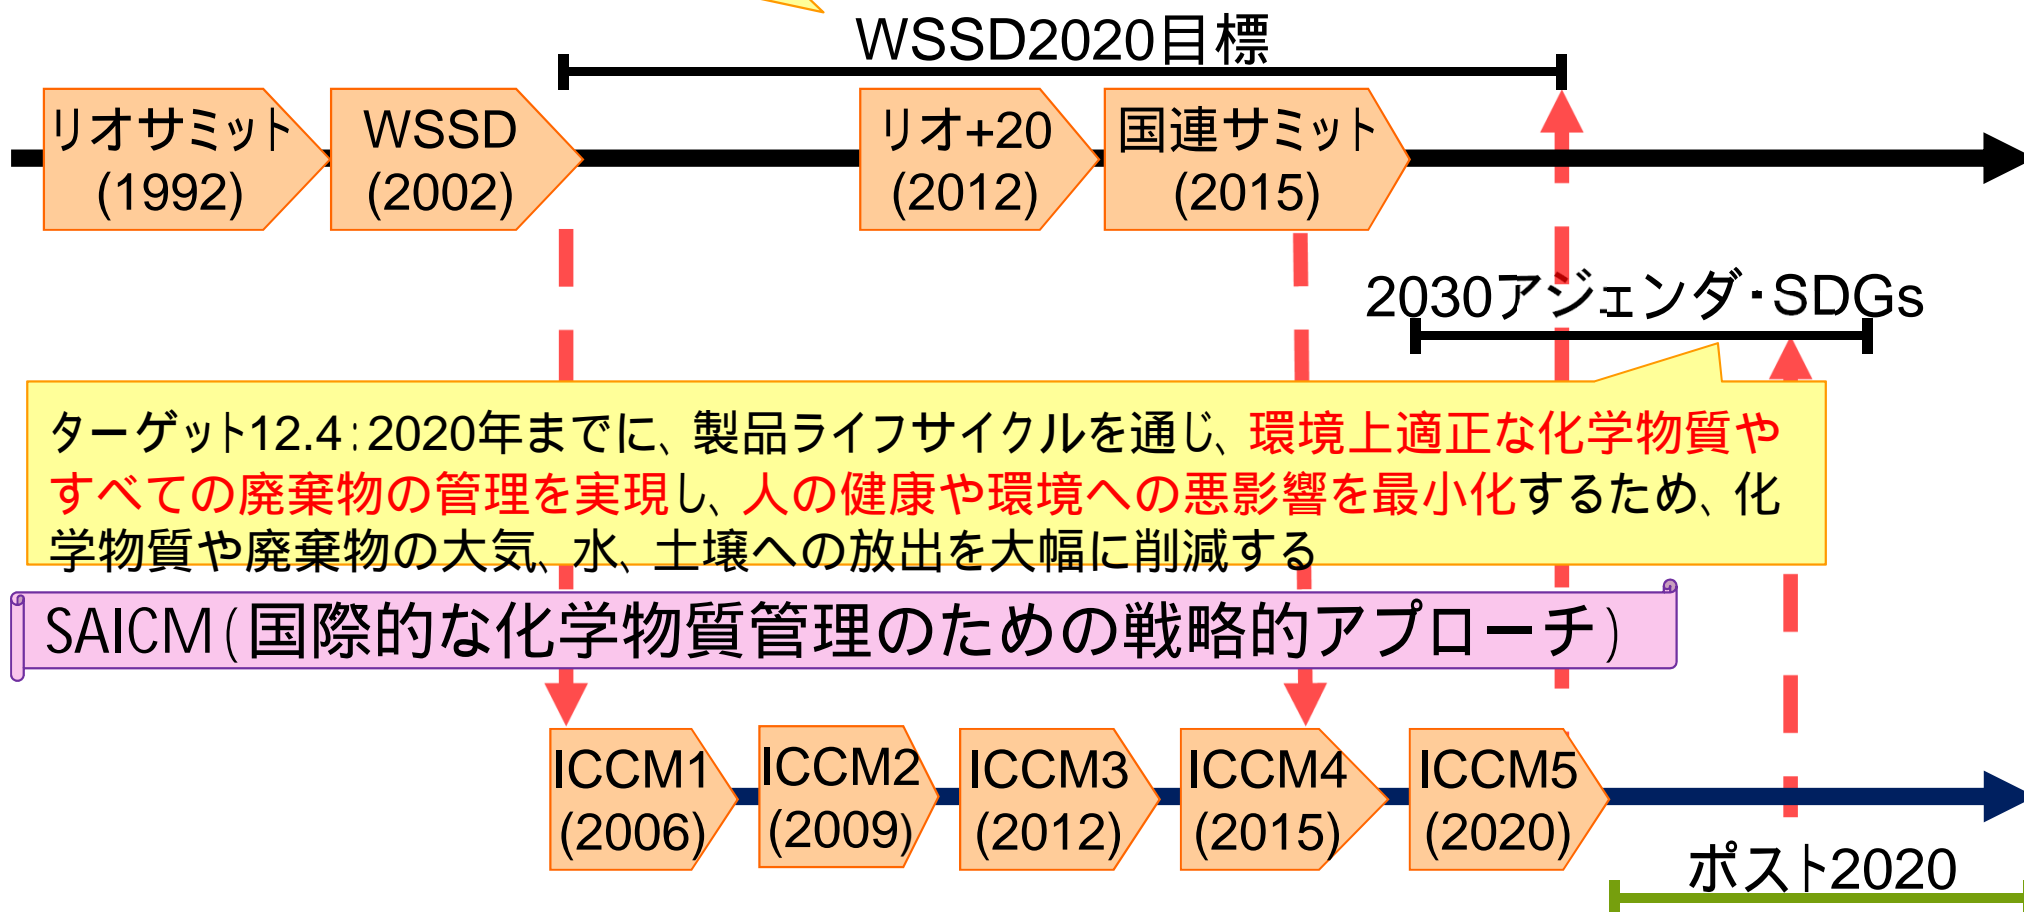 WSSD2020目標
リオサミット
(1992)
WSSD
(2002)
リオ+20
(2012)
国連サミット
(2015)
2030アジェンダ・SDGs
ターゲット12.4:2020年までに、製品ライフサイクルを通じ、環境上適正な化学物質や
すべての廃棄物の管理を実現し、人の健康や環境への悪影響を最小化するため、化
学物質や廃棄物の大気、水、土壌への放出を大幅に削減する
SAICM(国際的な化学物質管理のための戦略的アプローチ)
ICCM1
(2006)
ICCM2
(2009)
ICCM3
(2012)
ICCM4
(2015)
ICCM5
(2020)
ポスト2020